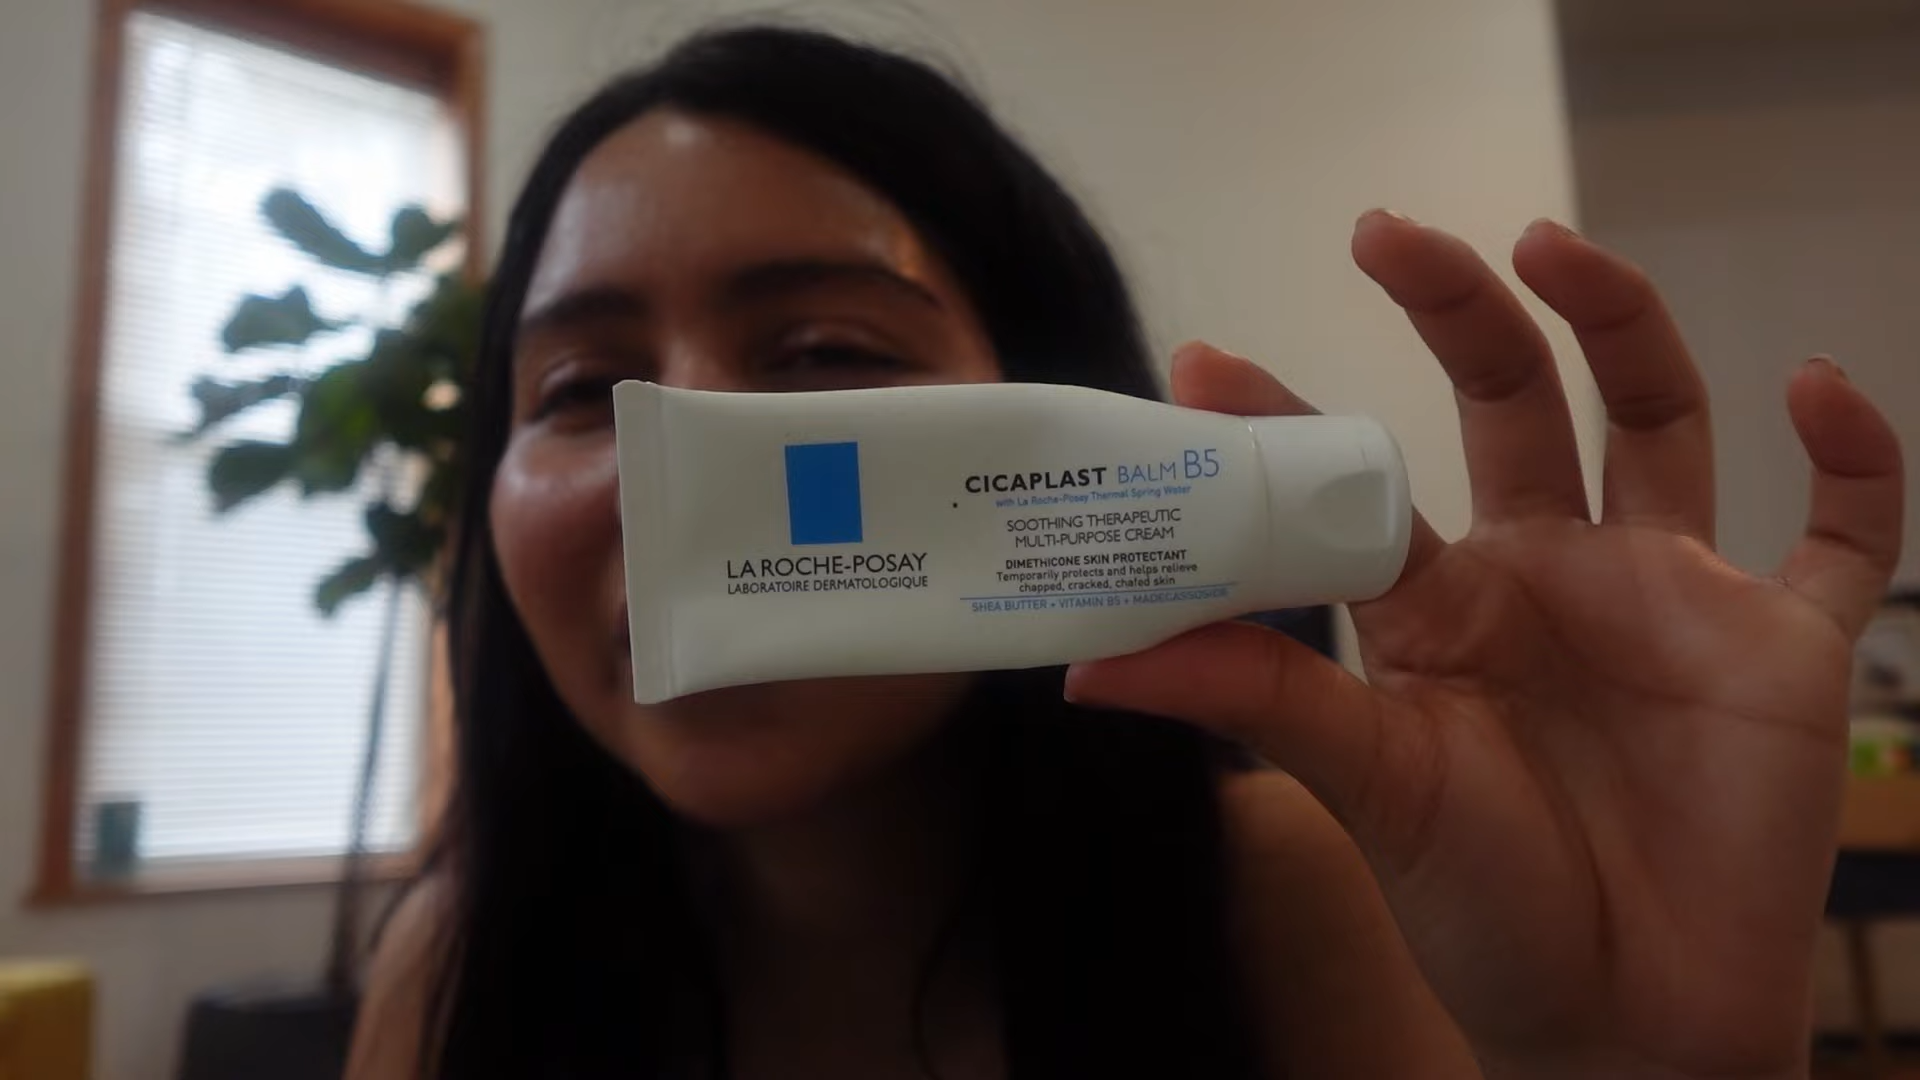 LA ROCHE-POSAY
LABORATOIRE DERMATOLOGIQUE
CICAPLAST BALM B5
with La Roche-Posay Thermal Spring Water
SOOTHING THERAPEUTIC
MULTI-PURPOSE CREAM
DIMETHICONE SKIN PROTECTANT
Temporarily protects and helps relieve
chapped, cracked, chafed skin
SHEA BUTTER + VITAMIN B5 + MADECASSOSIDE